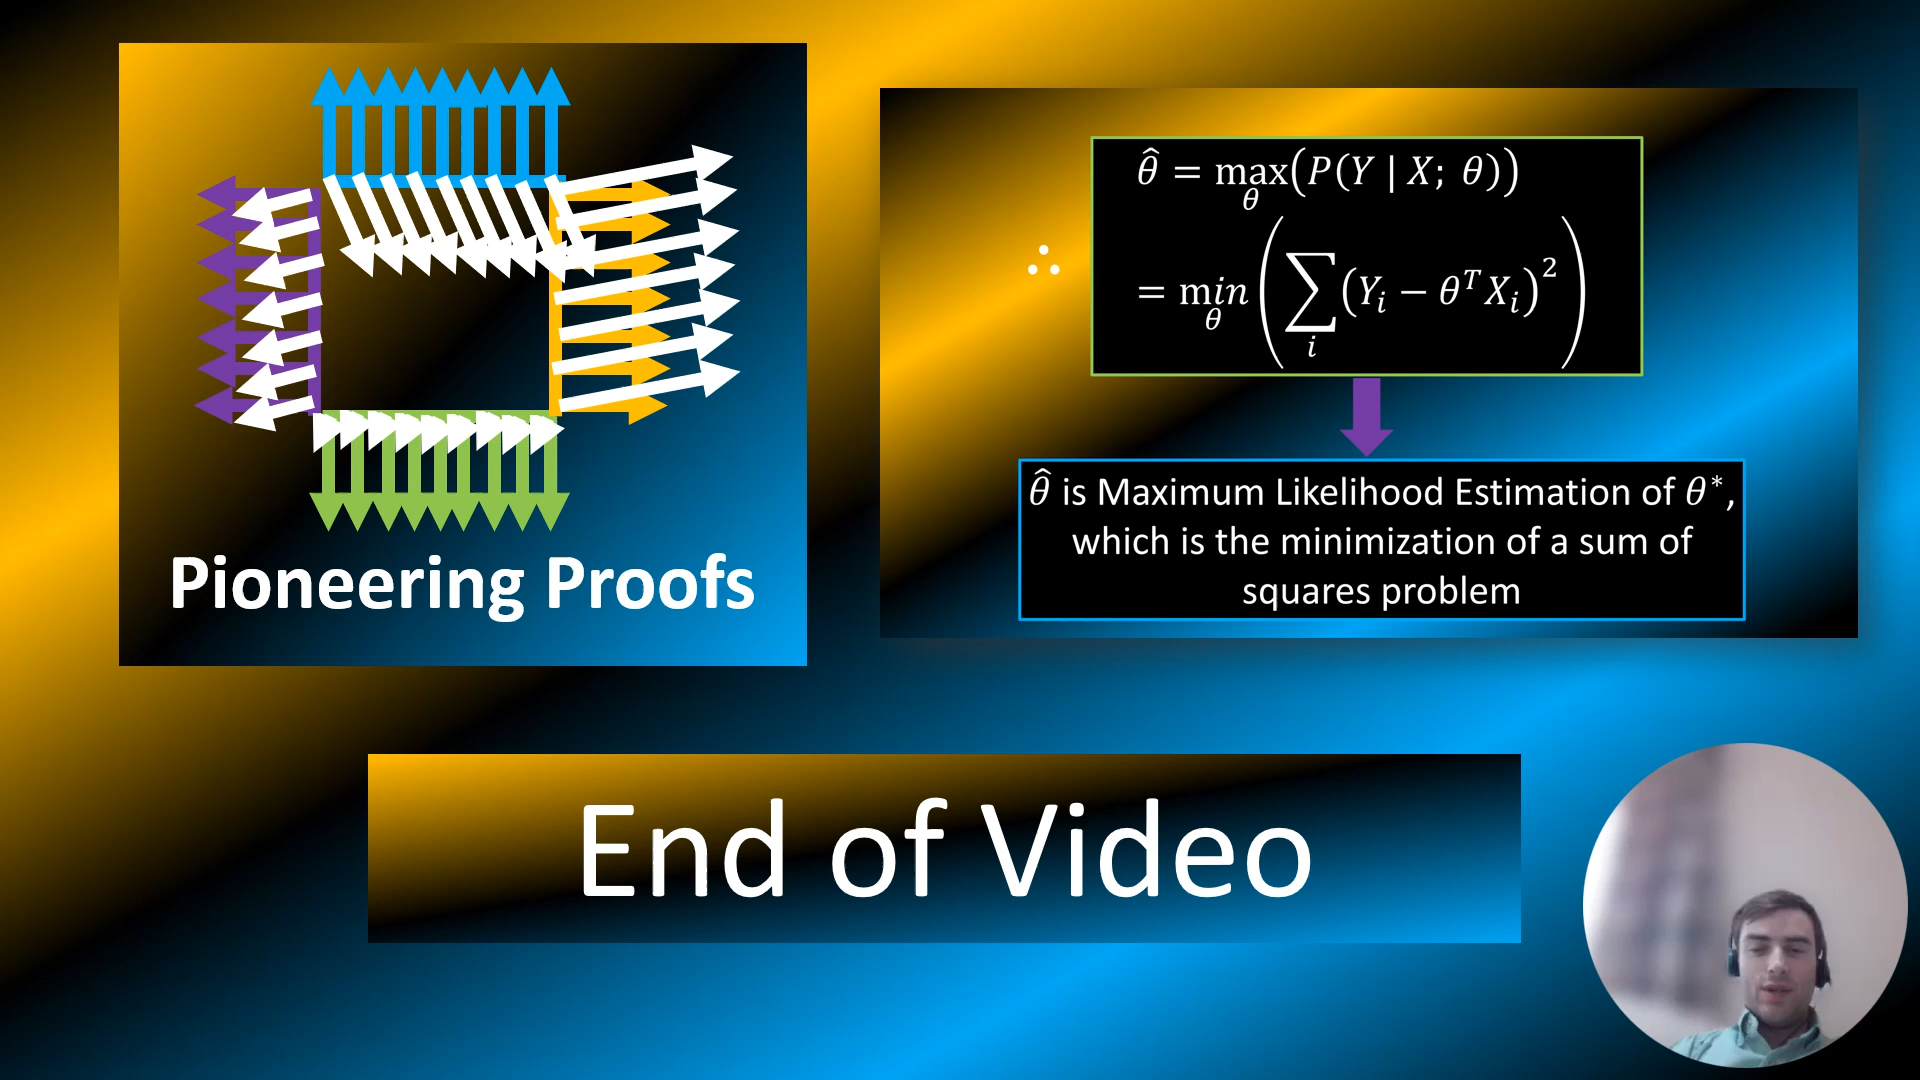 Pioneering Proofs
θ̂ = max_θ (P(Y | X; θ))
∴
= min_θ (∑_i (Y_i − θ^T X_i)^2)
θ̂ is Maximum Likelihood Estimation of θ*,
which is the minimization of a sum of
squares problem
End of Video